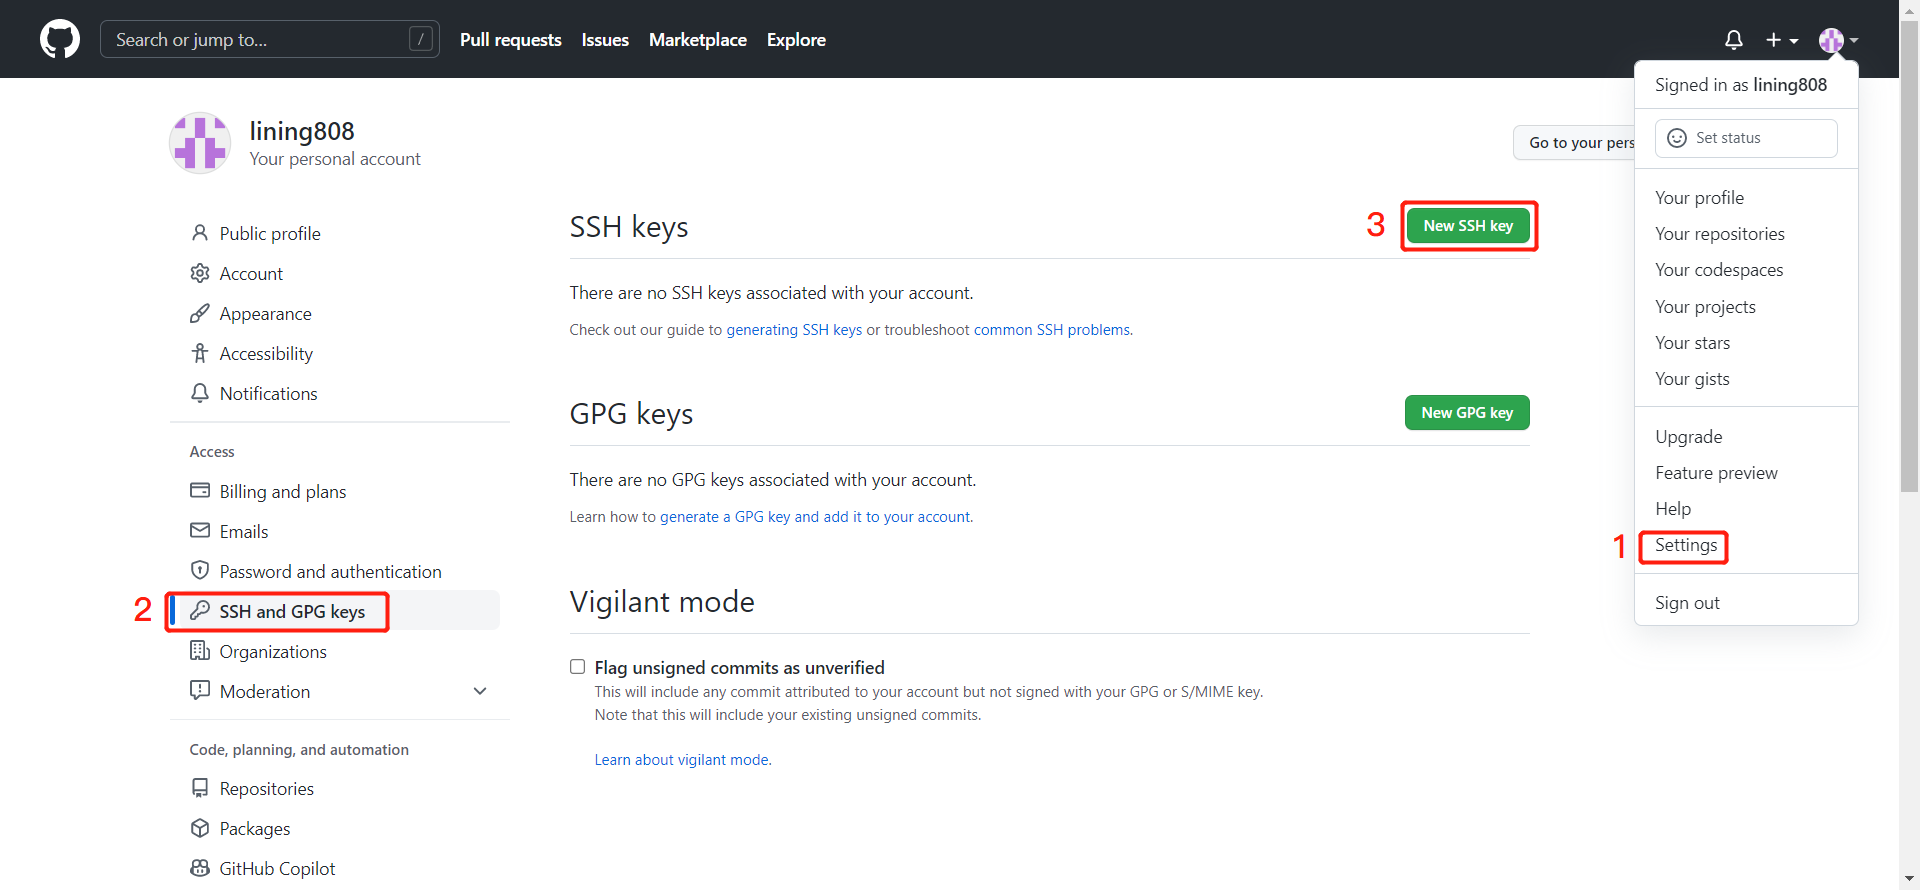 Search or jump to...
/
Pull requests
Issues
Marketplace
Explore
Signed in as lining808
Set status
Your profile
Your repositories
Your codespaces
Your projects
Your stars
Your gists
Upgrade
Feature preview
Help
1
Settings
Sign out
lining808
Your personal account
Go to your pers
Public profile
Account
Appearance
Accessibility
Notifications
Access
Billing and plans
Emails
Password and authentication
2
SSH and GPG keys
Organizations
Moderation
Code, planning, and automation
Repositories
Packages
GitHub Copilot
SSH keys
3
New SSH key
There are no SSH keys associated with your account.
Check out our guide to generating SSH keys or troubleshoot common SSH problems.
GPG keys
New GPG key
There are no GPG keys associated with your account.
Learn how to generate a GPG key and add it to your account.
Vigilant mode
Flag unsigned commits as unverified
This will include any commit attributed to your account but not signed with your GPG or S/MIME key.
Note that this will include your existing unsigned commits.
Learn about vigilant mode.